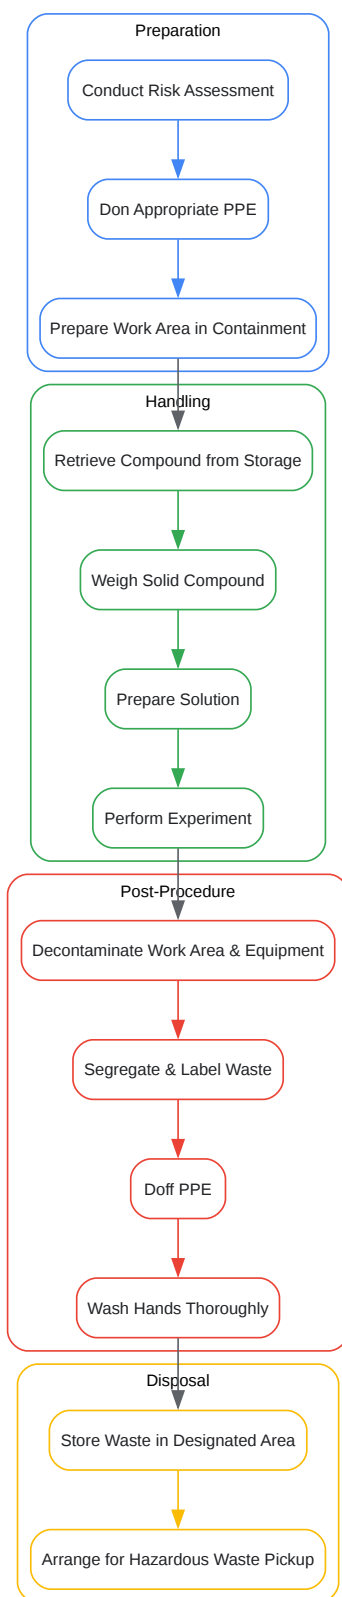 Preparation
Conduct Risk Assessment
Don Appropriate PPE
Prepare Work Area in Containment
Handling
Retrieve Compound from Storage
Weigh Solid Compound
Prepare Solution
Perform Experiment
Post-Procedure
Decontaminate Work Area & Equipment
Segregate & Label Waste
Doff PPE
Wash Hands Thoroughly
Disposal
Store Waste in Designated Area
Arrange for Hazardous Waste Pickup